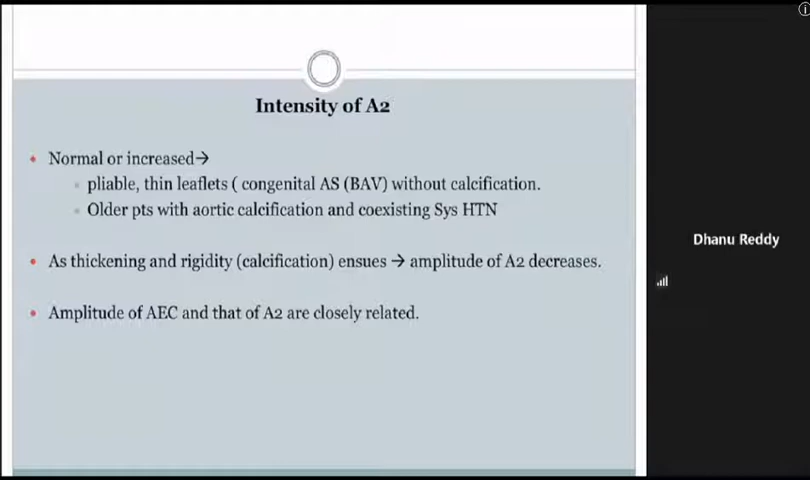 Intensity of A2
• Normal or increased→
▪ pliable, thin leaflets ( congenital AS (BAV) without calcification.
▪ Older pts with aortic calcification and coexisting Sys HTN
• As thickening and rigidity (calcification) ensues → amplitude of A2 decreases.
• Amplitude of AEC and that of A2 are closely related.
Dhanu Reddy